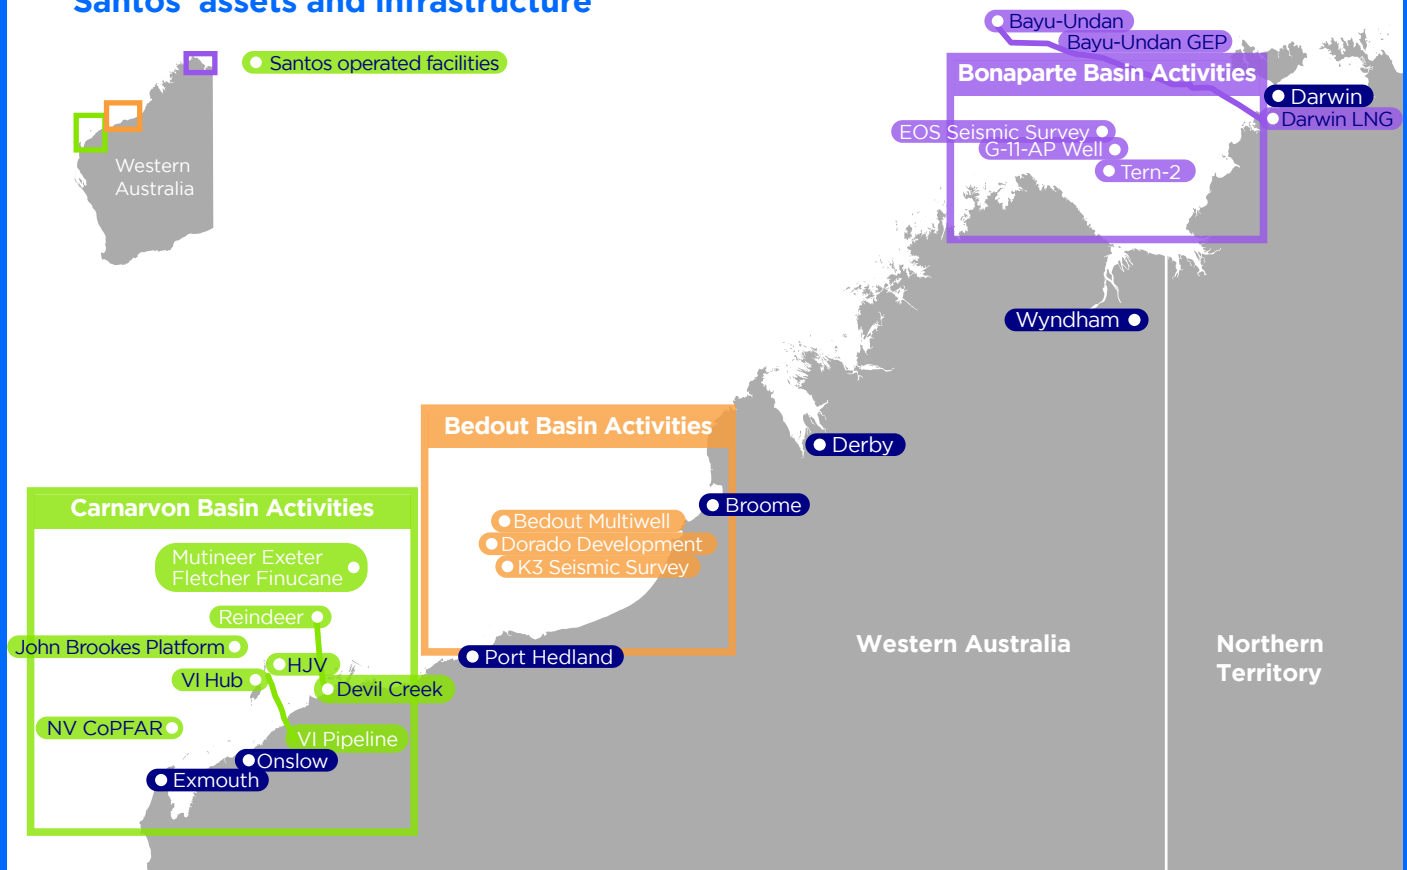 Santos' assets and infrastructure
Santos operated facilities
Western
Australia
Bayu-Undan
Bayu-Undan GEP
Bonaparte Basin Activities
Darwin
Darwin LNG
EOS Seismic Survey
G-11-AP Well
Tern-2
Wyndham
Bedout Basin Activities
Derby
Broome
Bedout Multiwell
Dorado Development
K3 Seismic Survey
Port Hedland
Carnarvon Basin Activities
Mutineer Exeter
Fletcher Finucane
Reindeer
John Brookes Platform
HJV
VI Hub
Devil Creek
NV CoPFAR
VI Pipeline
Onslow
Exmouth
Western Australia
Northern
Territory